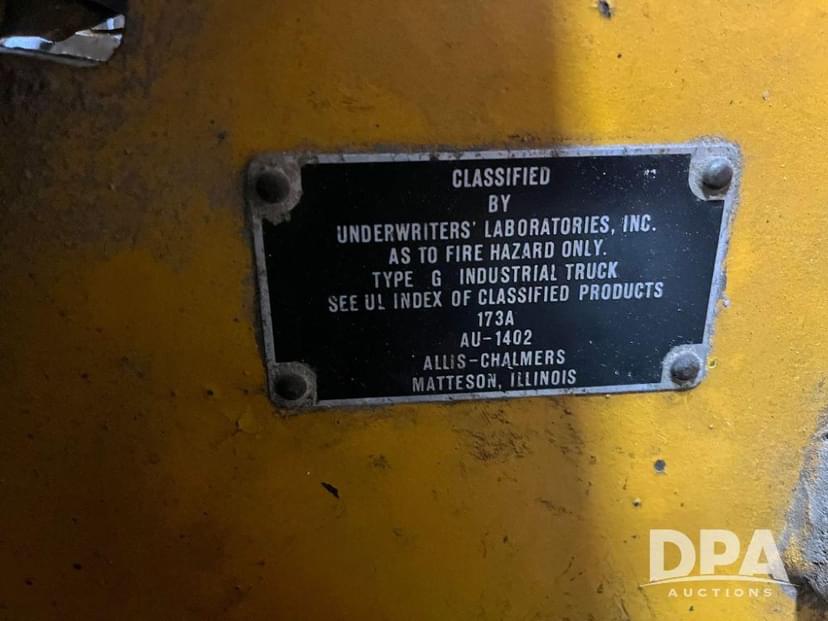 CLASSIFIED
BY
UNDERWRITERS' LABORATORIES, INC.
AS TO FIRE HAZARD ONLY.
TYPE G INDUSTRIAL TRUCK
SEE UL INDEX OF CLASSIFIED PRODUCTS
173A
AU-1402
ALLIS-CHALMERS
MATTESON, ILLINOIS
DPA
AUCTIONS